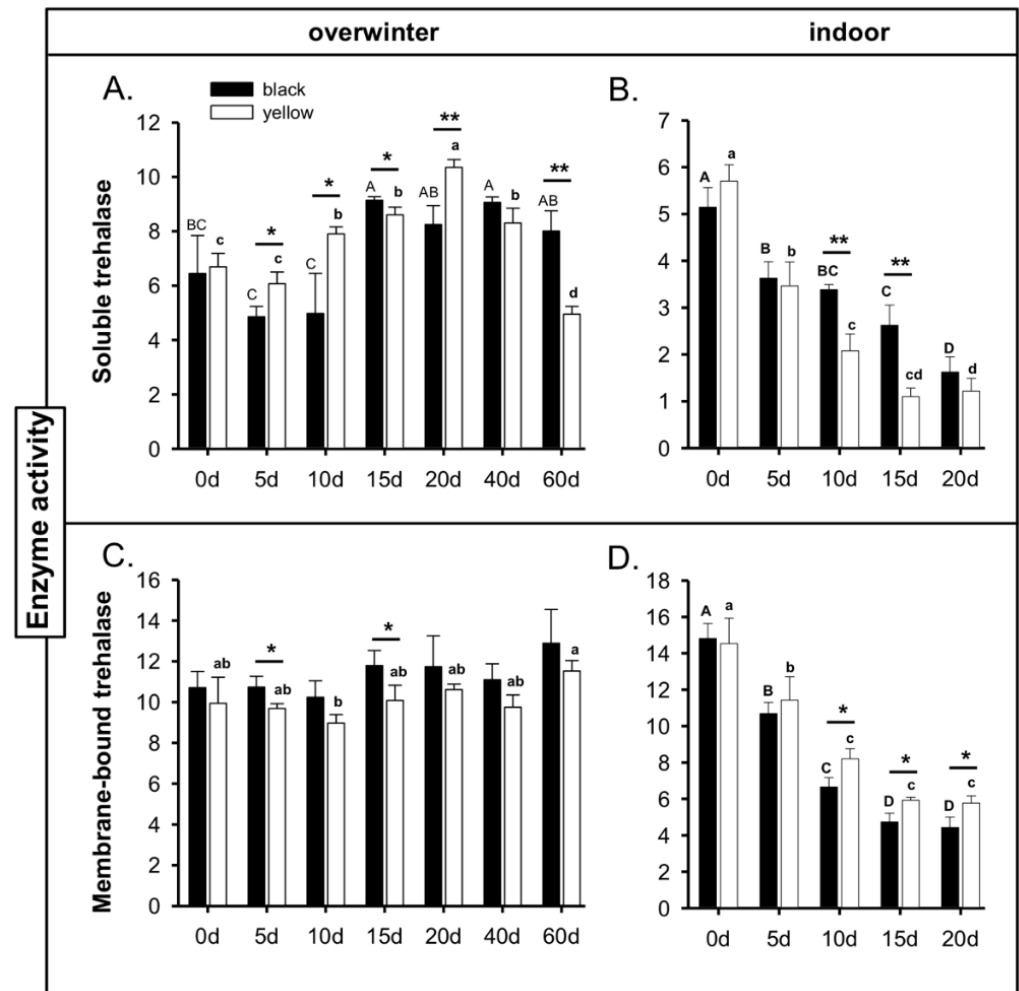 overwinter indoor
A. black B.
yellow
Enzyme activity
Soluble trehalase
12
10
8
6
4
2
0
BC c C * c C * b A * b AB ** a A b AB ** d
0d 5d 10d 15d 20d 40d 60d
7
6
5
4
3
2
1
0
A a B b BC ** c C ** cd D d
0d 5d 10d 15d 20d
C. D.
Membrane-bound trehalase
16
14
12
10
8
6
4
2
0
ab * ab b * ab ab ab a
0d 5d 10d 15d 20d 40d 60d
18
16
14
12
10
8
6
4
2
0
A a B b C * c D * c D * c
0d 5d 10d 15d 20d